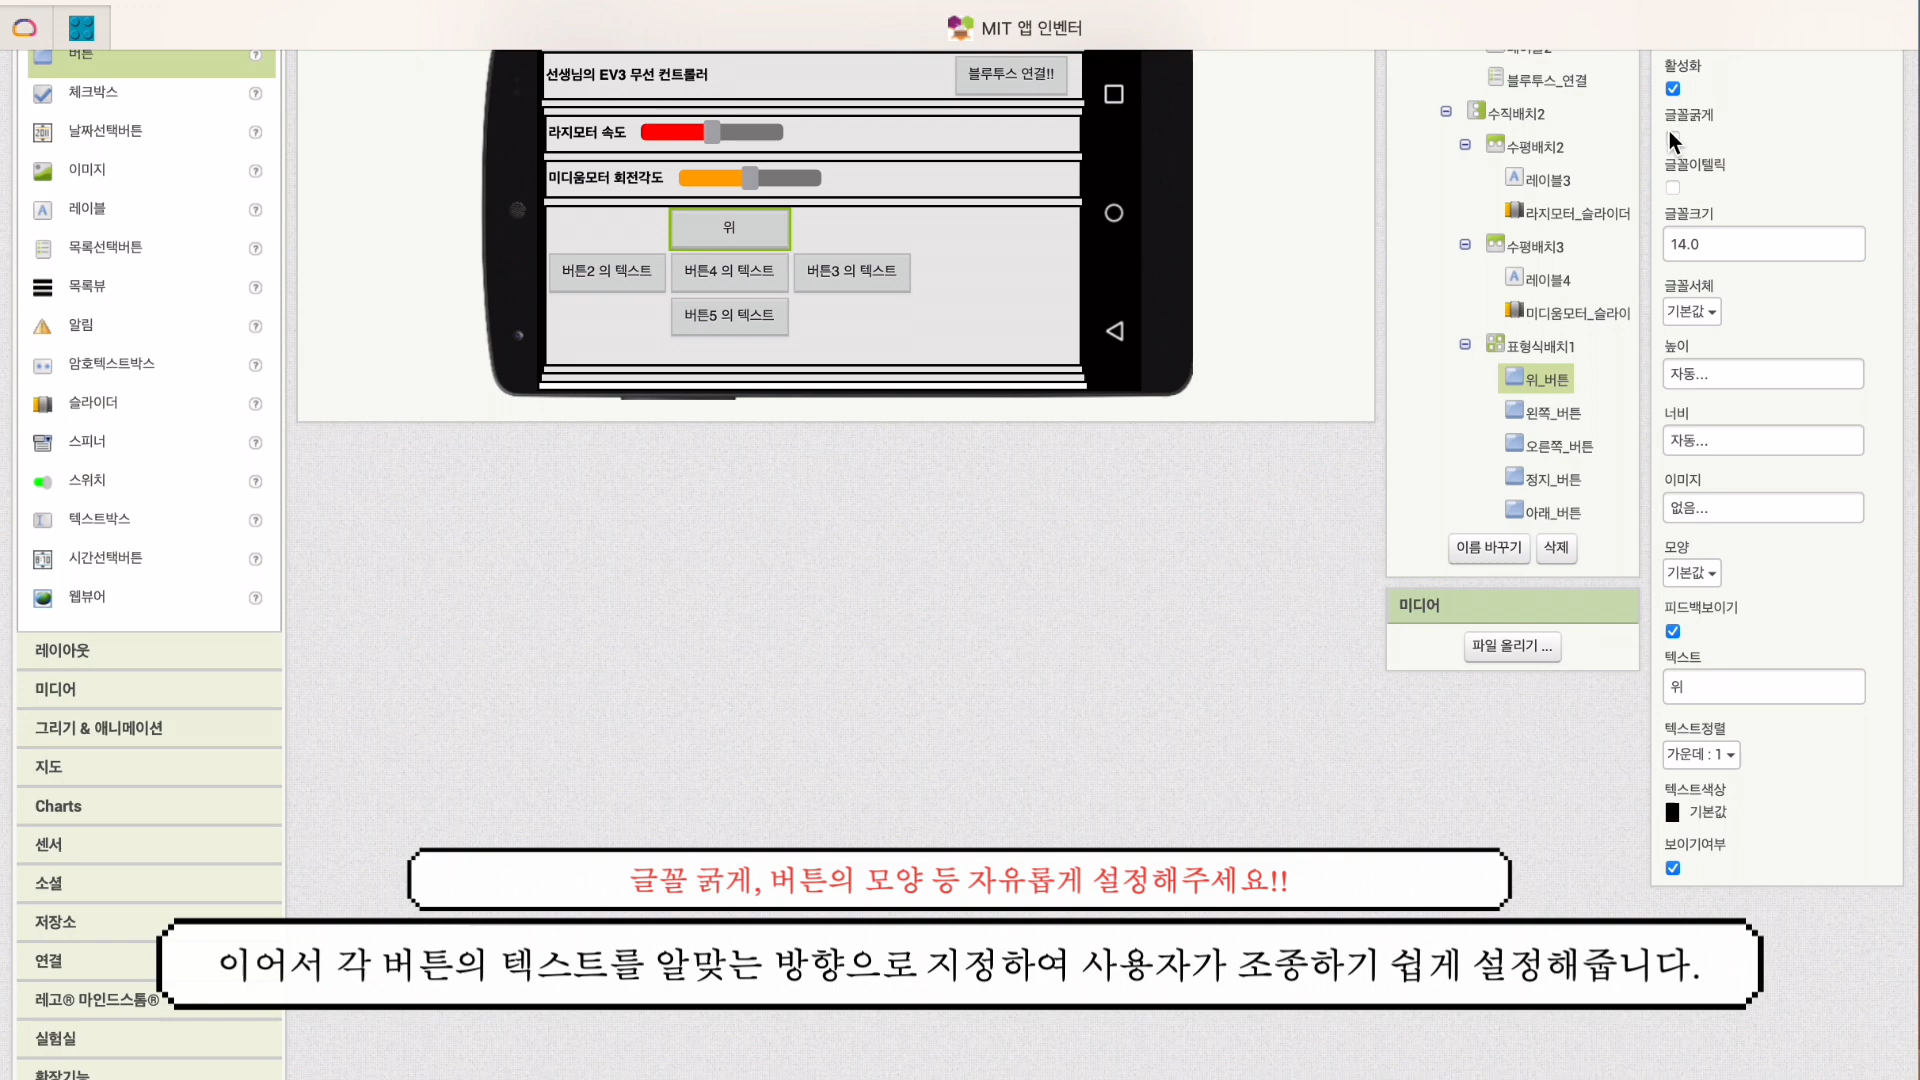 MIT 앱 인벤터
버튼
체크박스
날짜선택버튼
이미지
레이블
목록선택버튼
목록뷰
알림
암호텍스트박스
슬라이더
스피너
스위치
텍스트박스
시간선택버튼
웹뷰어
레이아웃
미디어
그리기 & 애니메이션
지도
Charts
센서
소셜
저장소
연결
레고® 마인드스톰®
실험실
확장기능
선생님의 EV3 무선 컨트롤러
블루투스 연결!!
라지모터 속도
미디움모터 회전각도
위
버튼2 의 텍스트
버튼4 의 텍스트
버튼3 의 텍스트
버튼5 의 텍스트
레이블2
블루투스_연결
수직배치2
수평배치2
레이블3
라지모터_슬라이더
수평배치3
레이블4
미디움모터_슬라이
표형식배치1
위_버튼
왼쪽_버튼
오른쪽_버튼
정지_버튼
아래_버튼
이름 바꾸기
삭제
미디어
파일 올리기 ...
활성화
글꼴굵게
글꼴이텔릭
글꼴크기
14.0
글꼴서체
기본값
높이
자동...
너비
자동...
이미지
없음...
모양
기본값
피드백보이기
텍스트
위
텍스트정렬
가운데 : 1
텍스트색상
기본값
보이기여부
글꼴 굵게, 버튼의 모양 등 자유롭게 설정해주세요!!
이어서 각 버튼의 텍스트를 알맞는 방향으로 지정하여 사용자가 조종하기 쉽게 설정해줍니다.